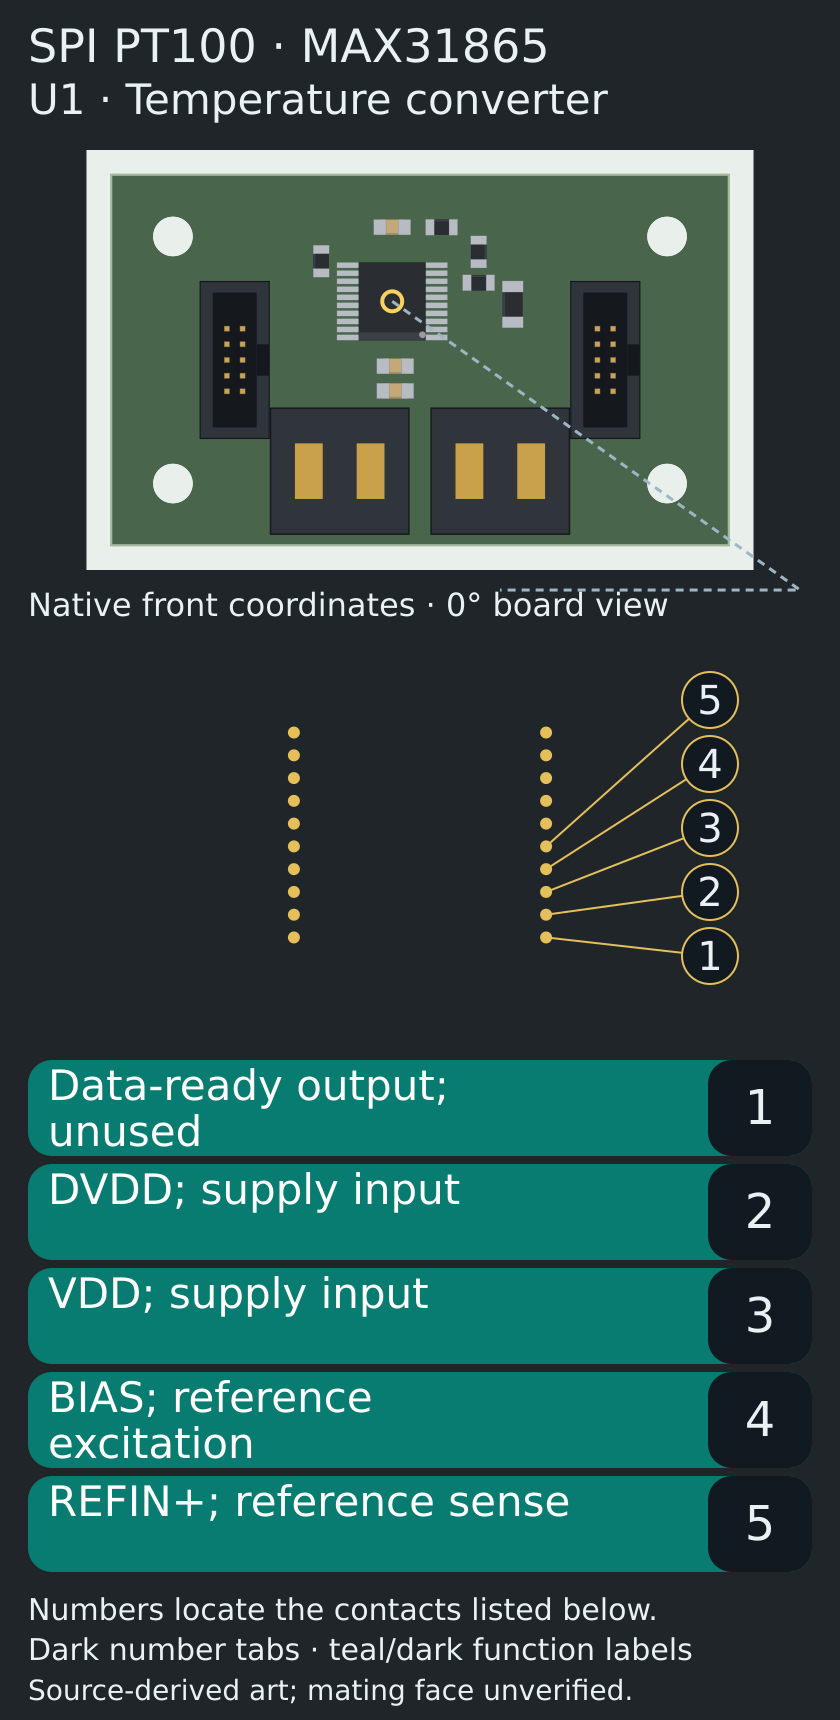 SPI PT100 · MAX31865
U1 · Temperature converter
Native front coordinates · 0° board view
5
4
3
2
1
Data-ready output;
unused
1
DVDD; supply input
2
VDD; supply input
3
BIAS; reference
excitation
4
REFIN+; reference sense
5
Numbers locate the contacts listed below.
Dark number tabs · teal/dark function labels
Source-derived art; mating face unverified.